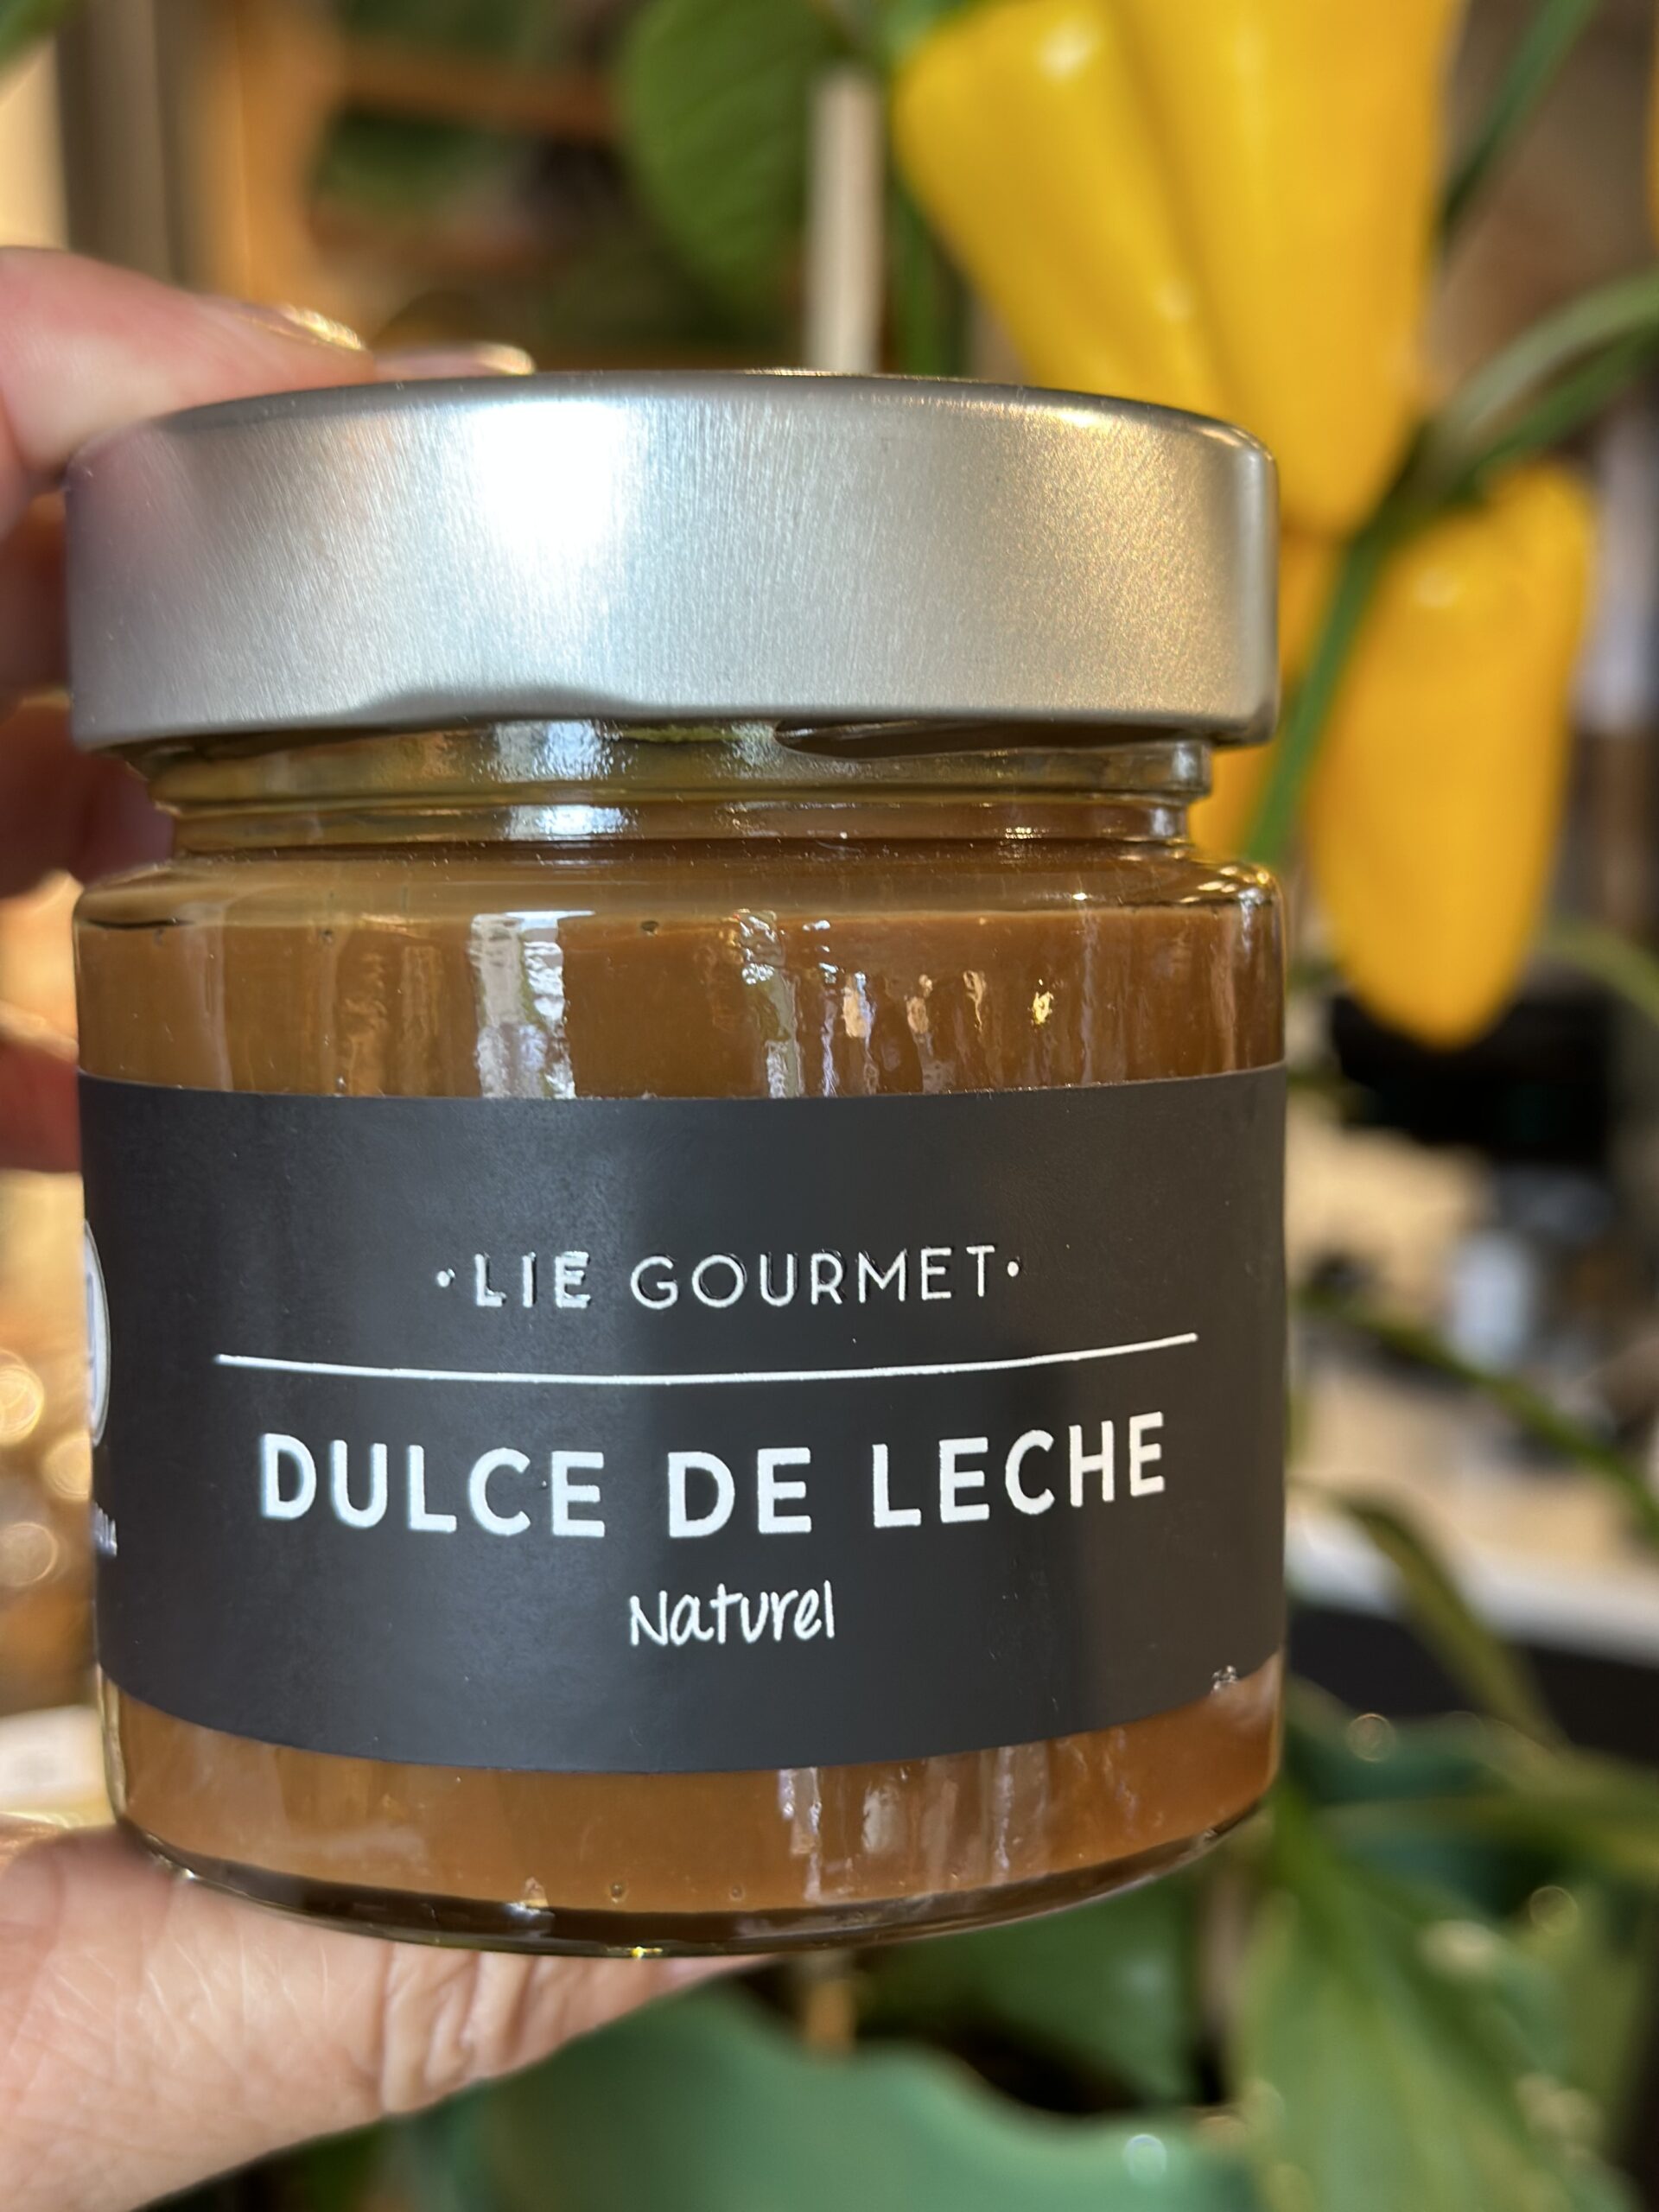 ·LIE GOURMET·
DULCE DE LECHE
Naturel